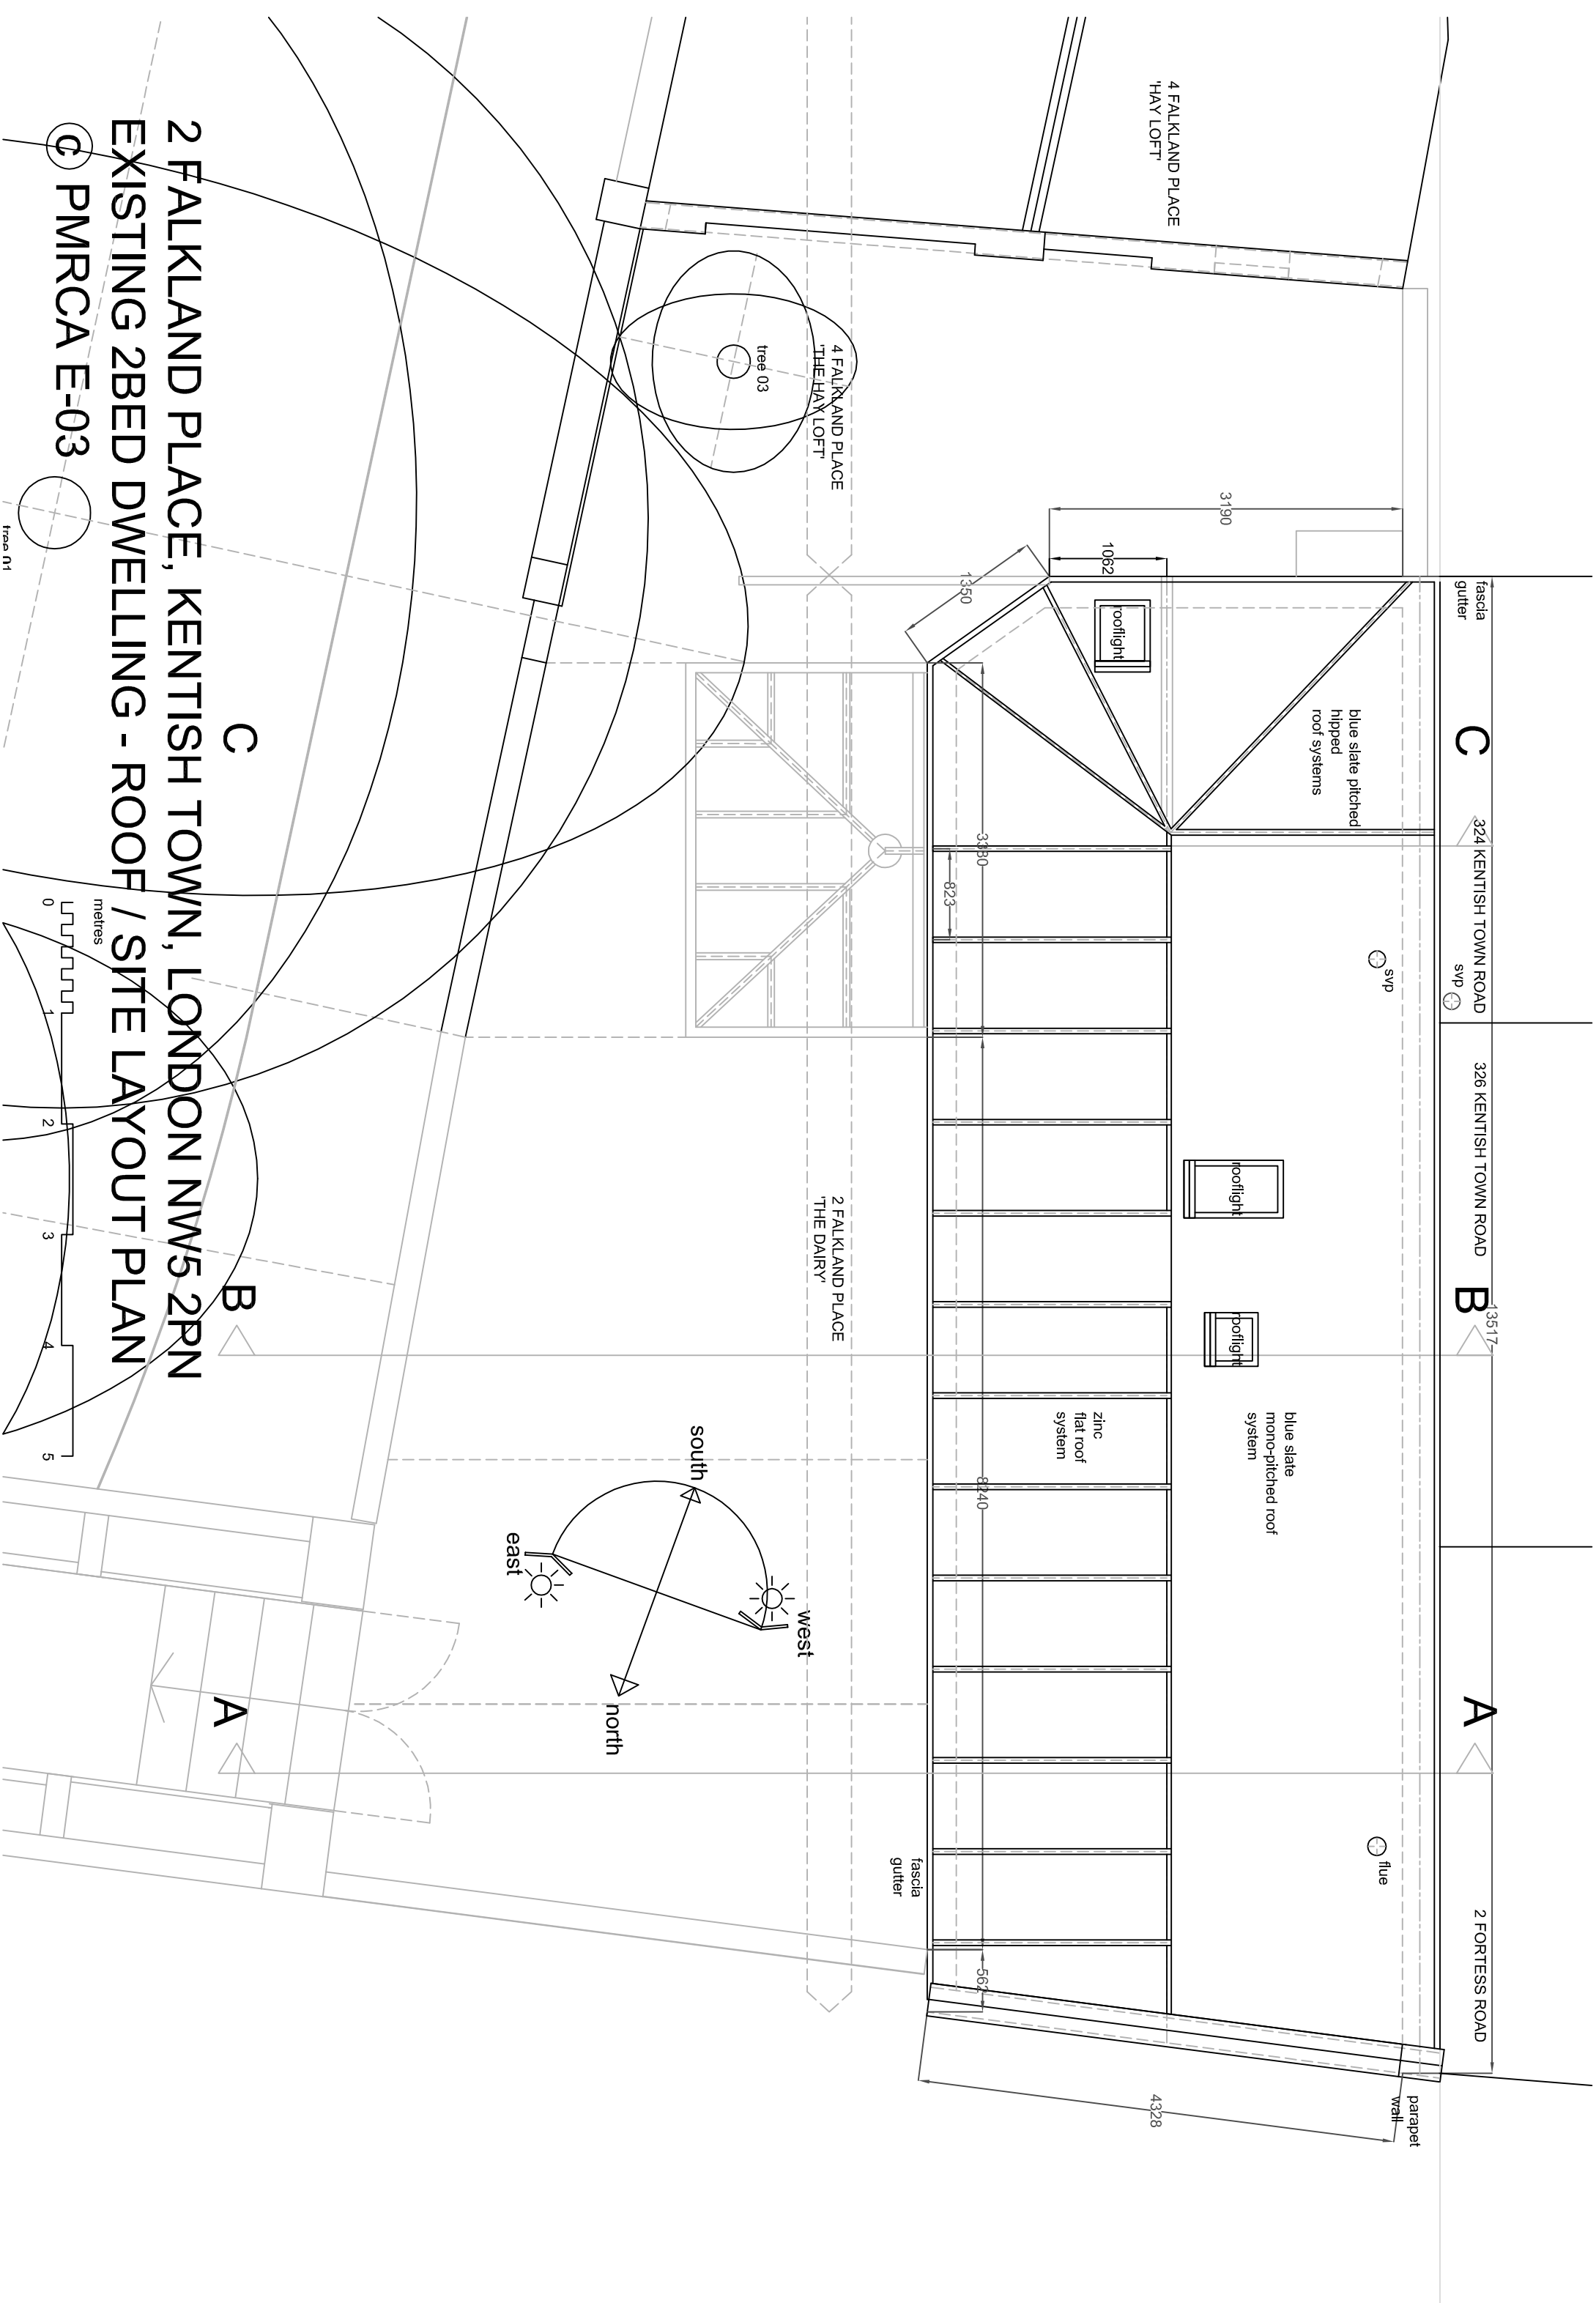 fascia
gutter
C
324 KENTISH TOWN ROAD
svp
326 KENTISH TOWN ROAD
B
13517
A
2 FORTESS ROAD
parapet
wall
4 FALKLAND PLACE
'HAY LOFT'
3190
1062
1350
rooflight
blue slate pitched
hipped
roof systems
svp
rooflight
rooflight
blue slate
mono-pitched roof
system
flue
zinc
flat roof
system
3380
823
8240
562
4328
fascia
gutter
4 FALKLAND PLACE
'THE HAY LOFT'
tree 03
2 FALKLAND PLACE
'THE DAIRY'
south
west
east
north
C
B
A
2 FALKLAND PLACE, KENTISH TOWN, LONDON NW5 2PN
EXISTING 2BED DWELLING - ROOF / SITE LAYOUT PLAN
C PMRCA E-03
metres
0 1 2 3 4 5
tree 01